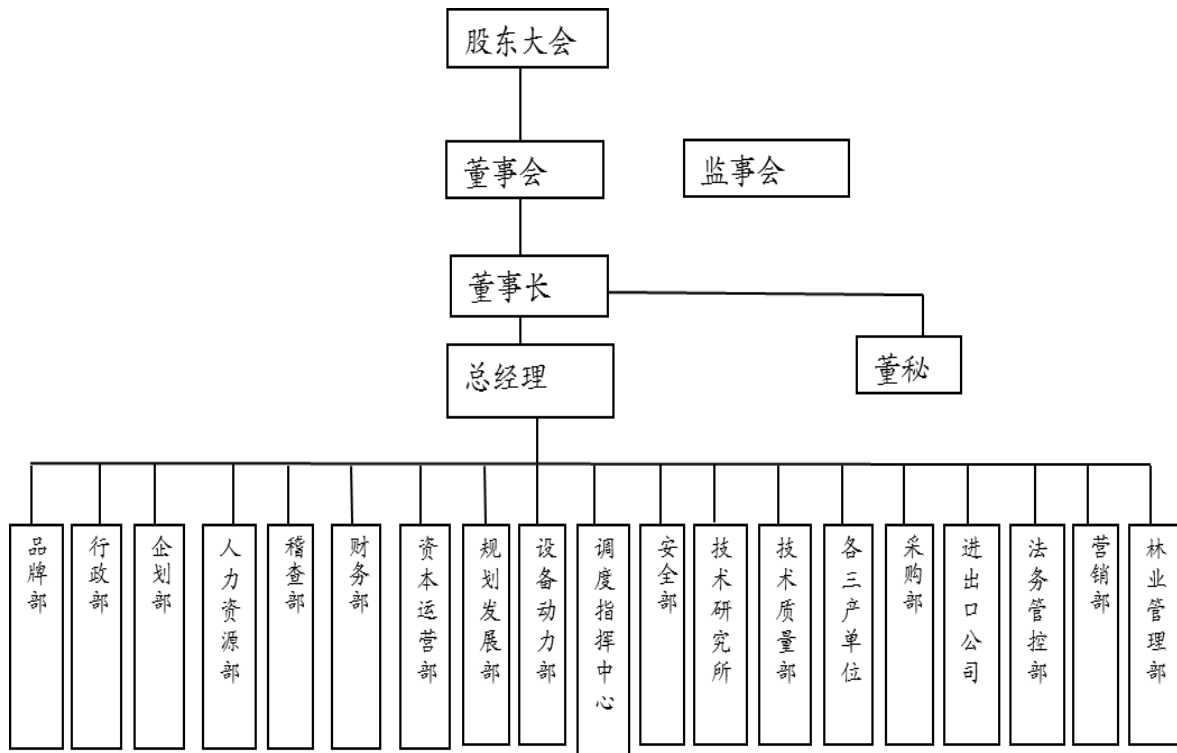 股东大会
董事会
监事会
董事长
董秘
总经理
品牌部
行政部
企划部
人力资源部
稽查部
财务部
资本运营部
规划发展部
设备动力部
调度指挥中心
安全部
技术研究所
技术质量部
各三产单位
采购部
进出口公司
法务管控部
营销部
林业管理部